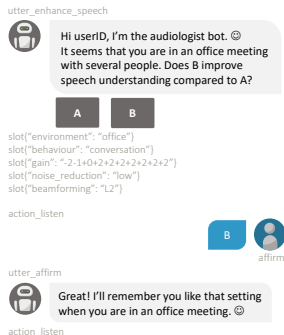 utter_enhance_speech
Hi userID, I'm the audiologist bot. ☺
It seems that you are in an office meeting
with several people. Does B improve
speech understanding compared to A?
A B
slot{"environment": "office"}
slot{"behaviour": "conversation"}
slot{"gain": "-2-1+0+2+2+2+2+2+2"}
slot{"noise_reduction": "low"}
slot{"beamforming": "L2"}
action_listen
B
affirm
utter_affirm
Great! I'll remember you like that setting
when you are in an office meeting. ☺
action_listen